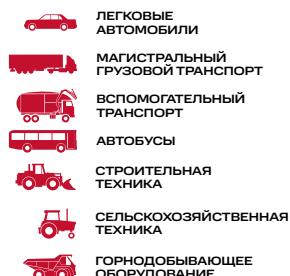 ЛЕГКОВЫЕ
АВТОМОБИЛИ
МАГИСТРАЛЬНЫЙ
ГРУЗОВОЙ ТРАНСПОРТ
ВСПОМОГАТЕЛЬНЫЙ
ТРАНСПОРТ
АВТОБУСЫ
СТРОИТЕЛЬНАЯ
ТЕХНИКА
СЕЛЬСКОХОЗЯЙСТВЕННАЯ
ТЕХНИКА
ГОРНОДОБЫВАЮЩЕЕ
ОБОРУДОВАНИЕ